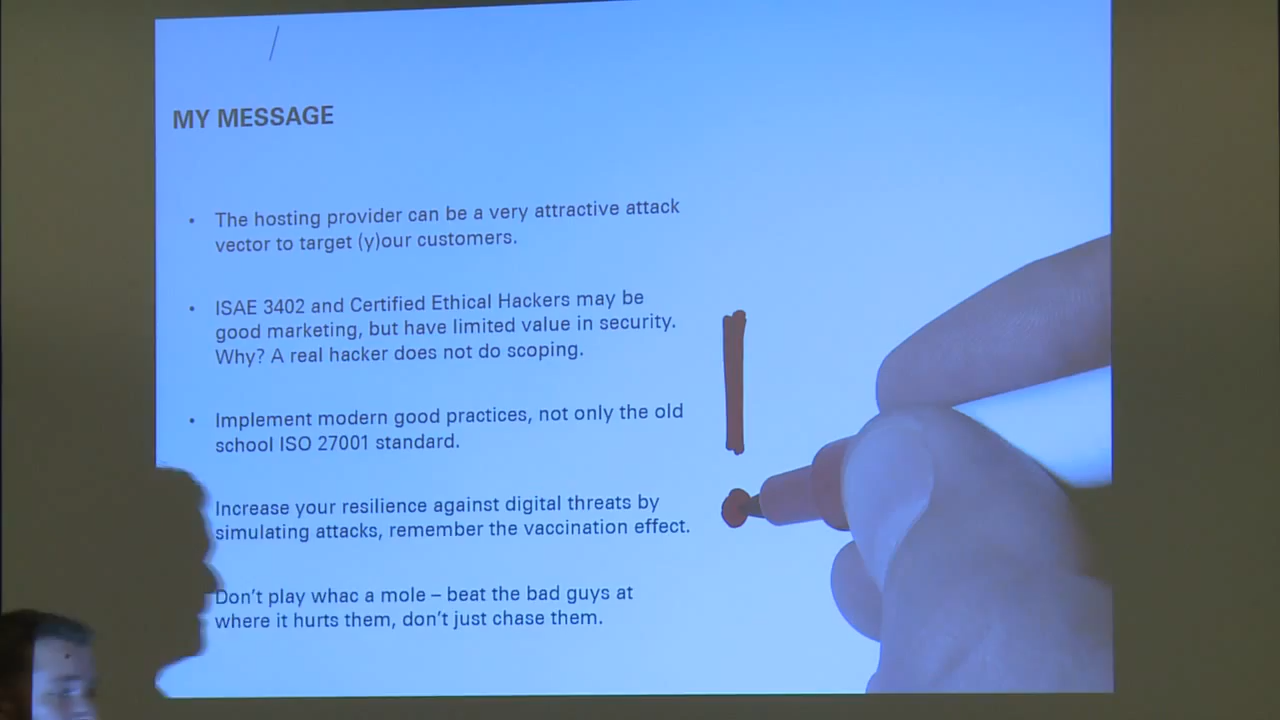 MY MESSAGE
• The hosting provider can be a very attractive attack
vector to target (y)our customers.
• ISAE 3402 and Certified Ethical Hackers may be
good marketing, but have limited value in security.
Why? A real hacker does not do scoping.
• Implement modern good practices, not only the old
school ISO 27001 standard.
Increase your resilience against digital threats by
simulating attacks, remember the vaccination effect.
Don't play whac a mole – beat the bad guys at
where it hurts them, don't just chase them.